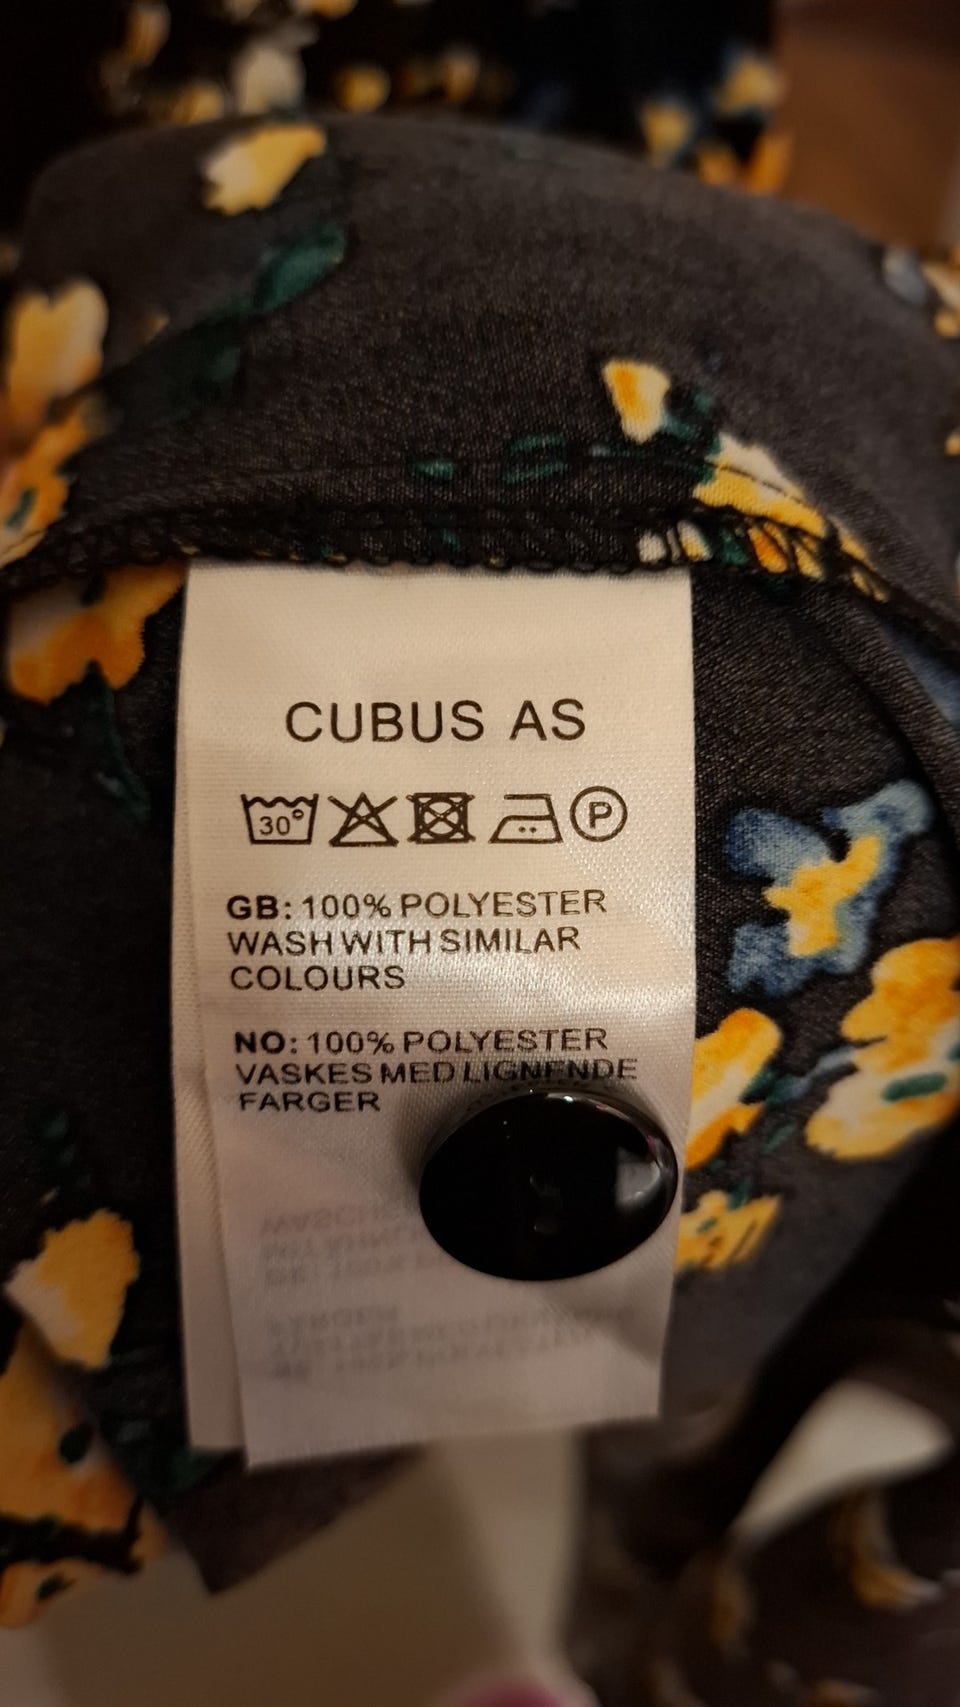 CUBUS AS
30° P
GB: 100% POLYESTER
WASH WITH SIMILAR
COLOURS
NO: 100% POLYESTER
VASKES MED LIGNENDE
FARGER